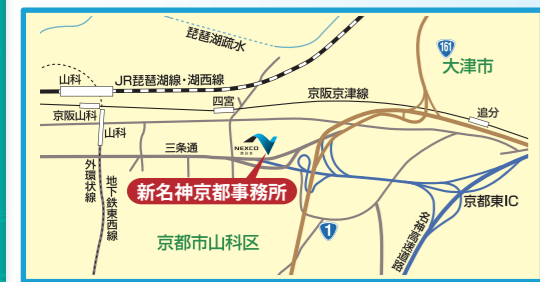 琵琶湖疏水
161
大津市
山科
JR琵琶湖線・湖西線
京阪京津線
四宮
追分
京阪山科
山科
三条通
NEXCO
西日本
新名神京都事務所
外環状線
地下鉄東西線
京都東IC
京都市山科区
1
名神高速道路